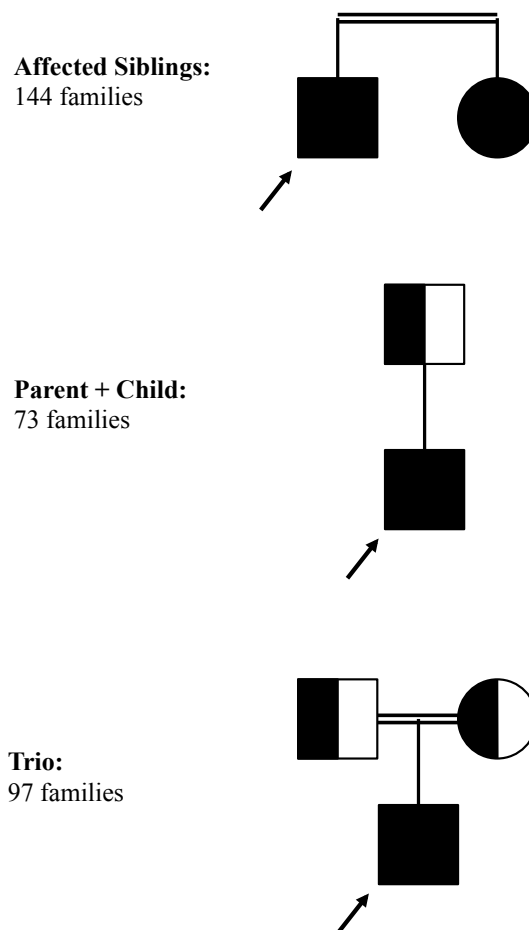 Affected Siblings:
144 families
Parent + Child:
73 families
Trio:
97 families